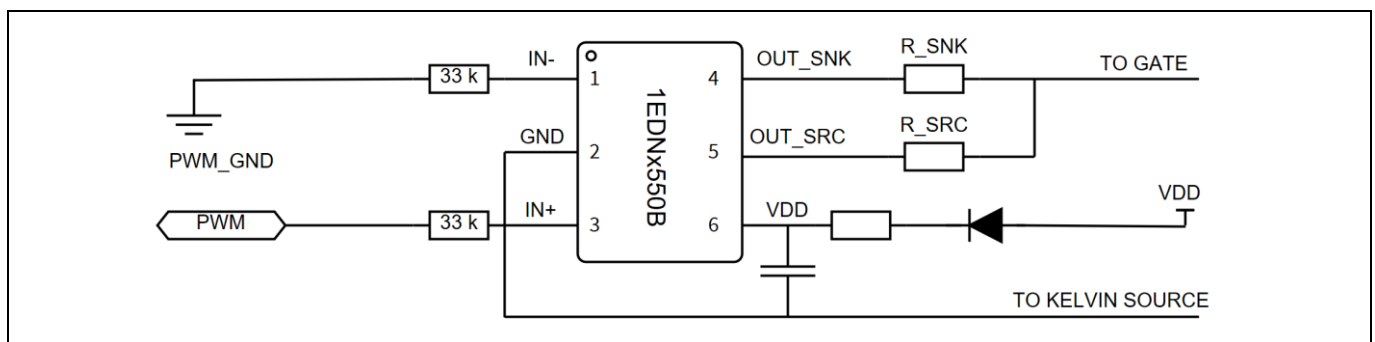 IN-
33 k
1
PWM_GND
GND
2
PWM
33 k
IN+
3
1EDNx550B
4
OUT_SNK
R_SNK
TO GATE
5
OUT_SRC
R_SRC
6
VDD
VDD
TO KELVIN SOURCE